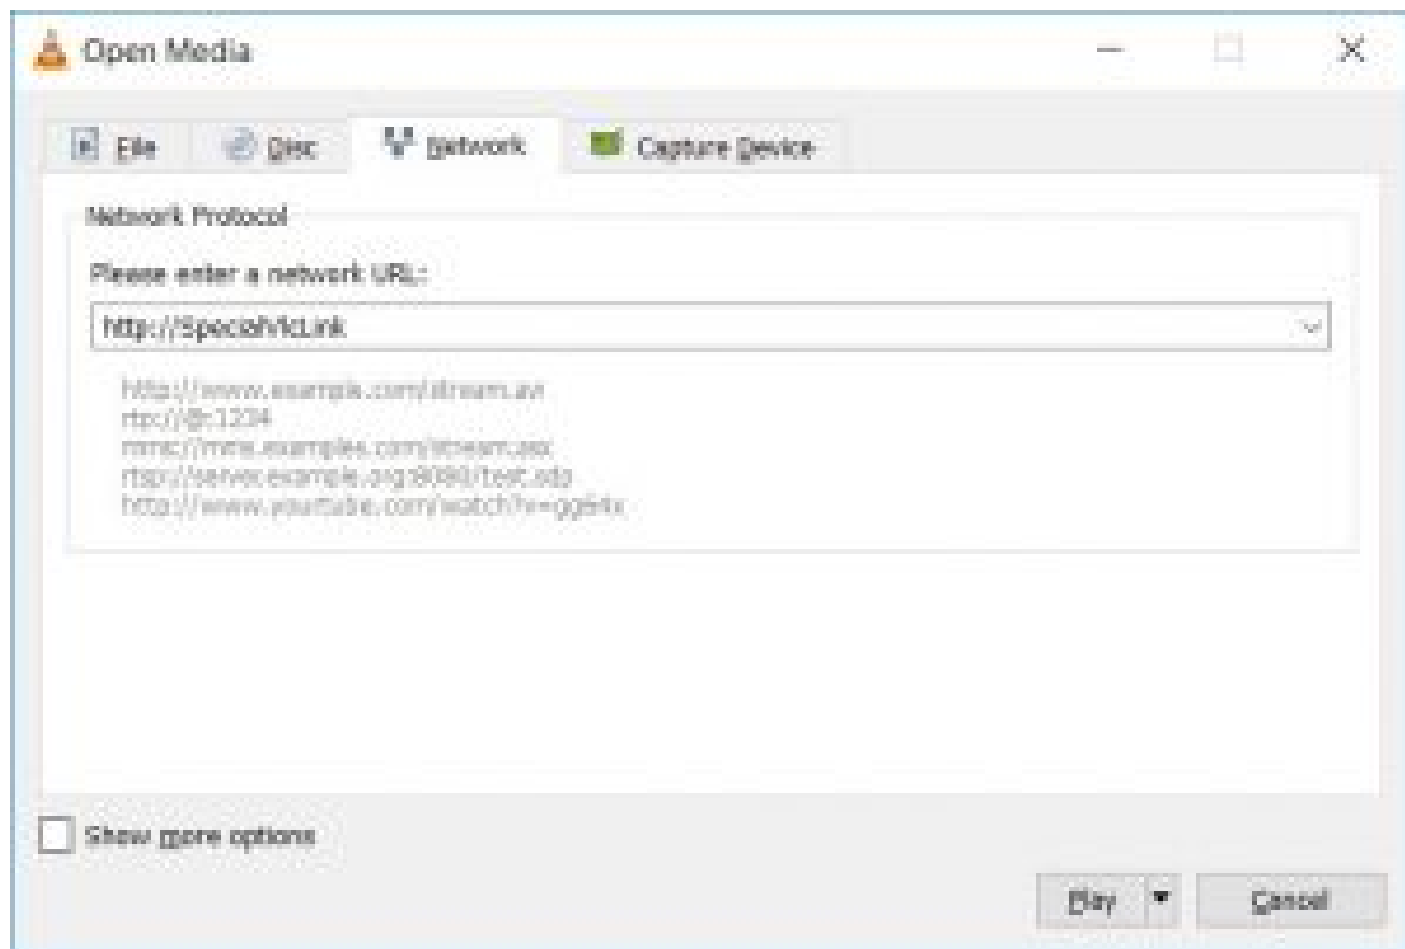 Open Media
File
Disc
Network
Capture Device
Network Protocol
Please enter a network URL:
http://SpecialVlcLink
http://www.example.com/stream.avi
rtp://@:1234
mms://mms.examples.com/stream.asx
rtsp://server.example.org:8080/test.sdp
http://www.yourtube.com/watch?v=gg64x
Show more options
Play
Cancel